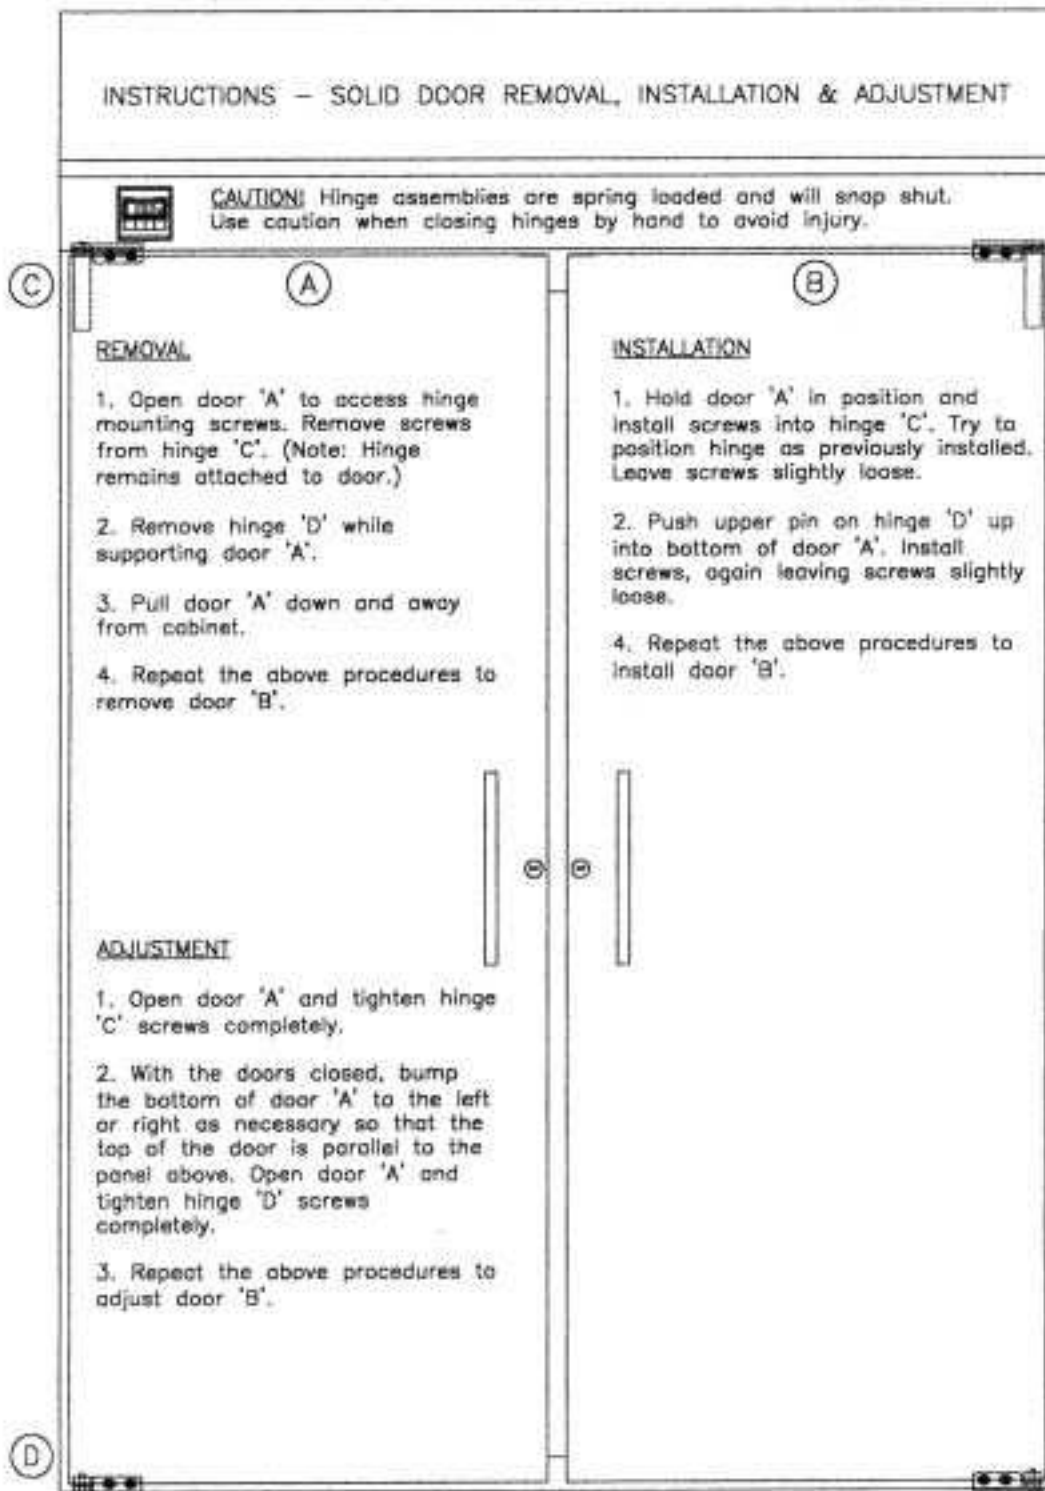 INSTRUCTIONS – SOLID DOOR REMOVAL, INSTALLATION & ADJUSTMENT
CAUTION: Hinge assemblies are spring loaded and will snap shut.
Use caution when closing hinges by hand to avoid injury.
C
A
B
REMOVAL
1. Open door 'A' to access hinge
mounting screws. Remove screws
from hinge 'C'. (Note: Hinge
remains attached to door.)
2. Remove hinge 'D' while
supporting door 'A'.
3. Pull door 'A' down and away
from cabinet.
4. Repeat the above procedures to
remove door 'B'.
INSTALLATION
1. Hold door 'A' in position and
install screws into hinge 'C'. Try to
position hinge as previously installed.
Leave screws slightly loose.
2. Push upper pin on hinge 'D' up
into bottom of door 'A'. Install
screws, again leaving screws slightly
loose.
4. Repeat the above procedures to
install door 'B'.
ADJUSTMENT
1. Open door 'A' and tighten hinge
'C' screws completely.
2. With the doors closed, bump
the bottom of door 'A' to the left
or right as necessary so that the
top of the door is parallel to the
panel above. Open door 'A' and
tighten hinge 'D' screws
completely.
3. Repeat the above procedures to
adjust door 'B'.
D